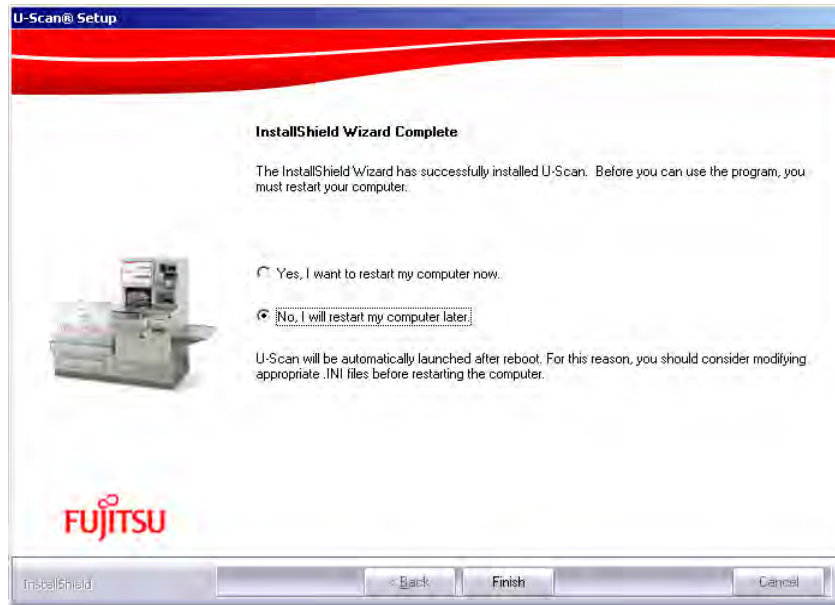 U-Scan® Setup
InstallShield Wizard Complete
The InstallShield Wizard has successfully installed U-Scan. Before you can use the program, you
must restart your computer.
Yes, I want to restart my computer now.
No, I will restart my computer later.
U-Scan will be automatically launched after reboot. For this reason, you should consider modifying
appropriate .INI files before restarting the computer.
FUJITSU
InstallShield
< Back
Finish
Cancel